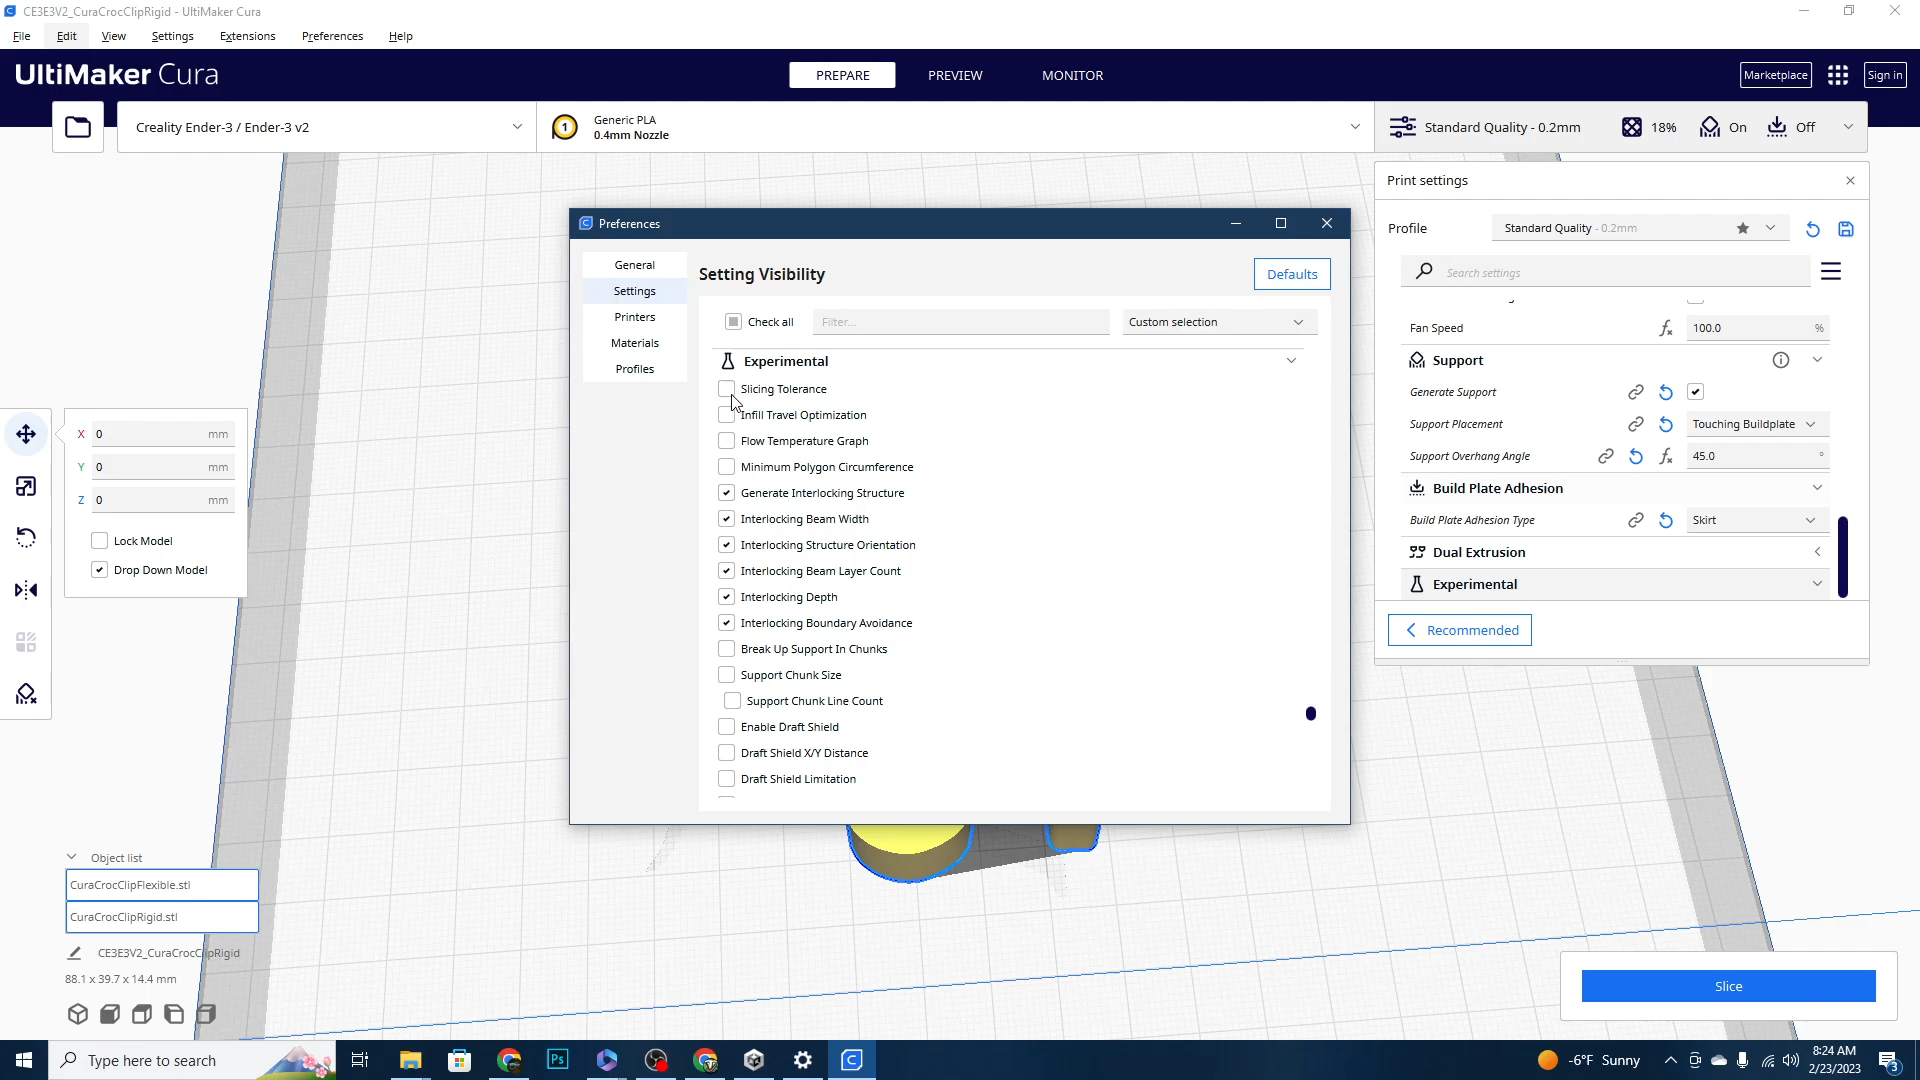 CE3E3V2_CuraCrocClipRigid - UltiMaker Cura
File Edit View Settings Extensions Preferences Help
UltiMaker Cura
PREPARE PREVIEW MONITOR
Marketplace Sign in
Creality Ender-3 / Ender-3 v2
1 Generic PLA
0.4mm Nozzle
Standard Quality - 0.2mm 18% On Off
Print settings
Profile Standard Quality - 0.2mm
Search settings
Fan Speed 100.0 %
Support
Generate Support
Support Placement Touching Buildplate
Support Overhang Angle 45.0 °
Build Plate Adhesion
Build Plate Adhesion Type Skirt
Dual Extrusion
Experimental
Recommended
Preferences
General
Settings
Printers
Materials
Profiles
Setting Visibility
Defaults
Check all Filter... Custom selection
Experimental
Slicing Tolerance
Infill Travel Optimization
Flow Temperature Graph
Minimum Polygon Circumference
Generate Interlocking Structure
Interlocking Beam Width
Interlocking Structure Orientation
Interlocking Beam Layer Count
Interlocking Depth
Interlocking Boundary Avoidance
Break Up Support In Chunks
Support Chunk Size
Support Chunk Line Count
Enable Draft Shield
Draft Shield X/Y Distance
Draft Shield Limitation
X 0 mm
Y 0 mm
Z 0 mm
Lock Model
Drop Down Model
Object list
CuraCrocClipFlexible.stl
CuraCrocClipRigid.stl
CE3E3V2_CuraCrocClipRigid
88.1 x 39.7 x 14.4 mm
Slice
Type here to search
Ps
-6°F Sunny
8:24 AM
2/23/2023
3